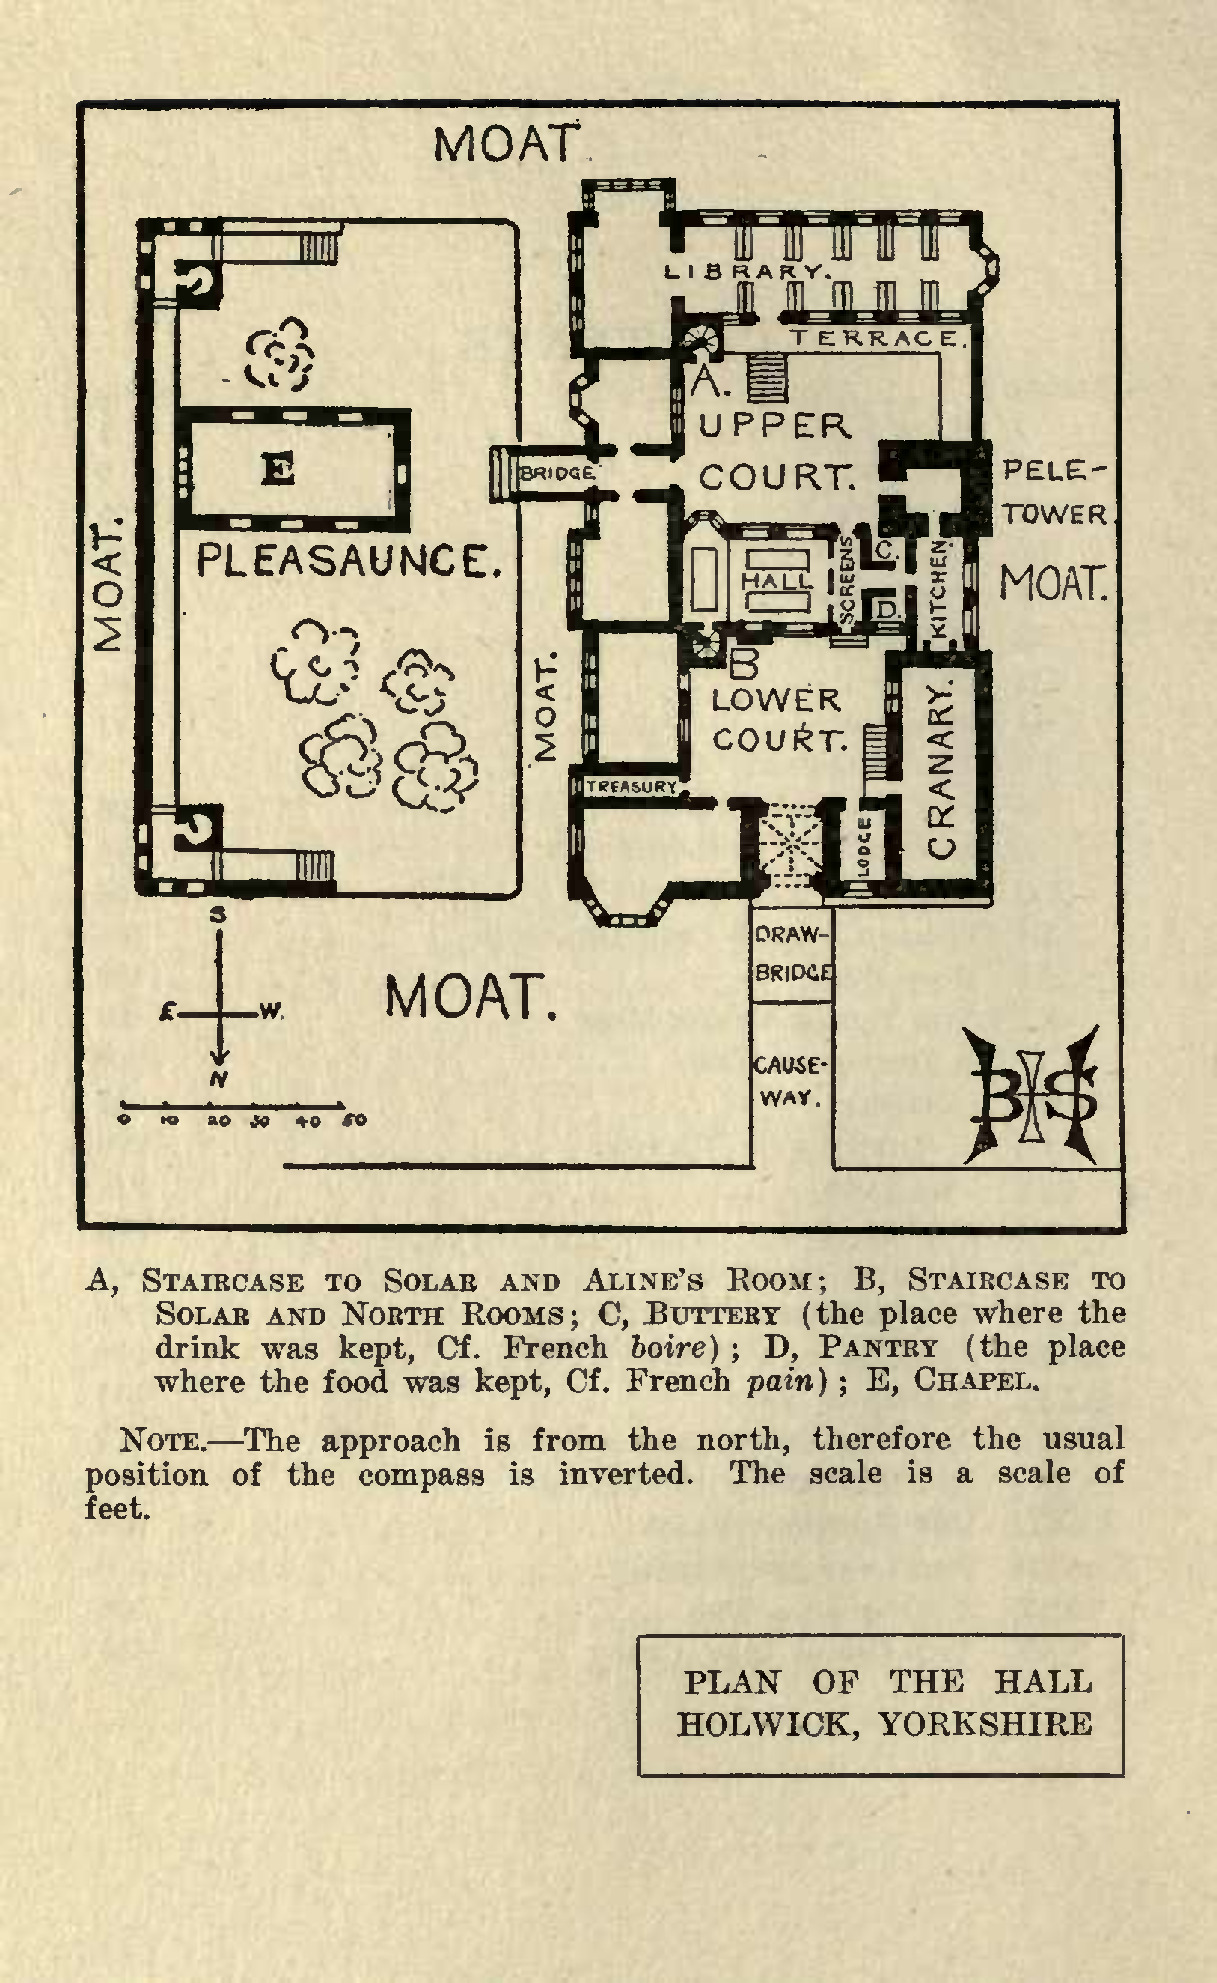 MOAT.
LIBRARY.
TERRACE.
A.
UPPER
COURT.
PELE-
TOWER
BRIDGE.
E
PLEASAUNCE.
MOAT.
HALL
SCREENS
C.
D.
KITCHEN
MOAT.
B
LOWER
COURT.
MOAT.
TREASURY
LODGE
GRANARY.
S
E W.
N
MOAT.
DRAW-
BRIDGE
CAUSE-
WAY.
0 10 20 30 40 50
BHS
A, STAIRCASE TO SOLAR AND ALINE'S ROOM; B, STAIRCASE TO
SOLAR AND NORTH ROOMS; C, BUTTERY (the place where the
drink was kept, Cf. French boire); D, PANTRY (the place
where the food was kept, Cf. French pain); E, CHAPEL.
NOTE.—The approach is from the north, therefore the usual
position of the compass is inverted. The scale is a scale of
feet.
PLAN OF THE HALL
HOLWICK, YORKSHIRE